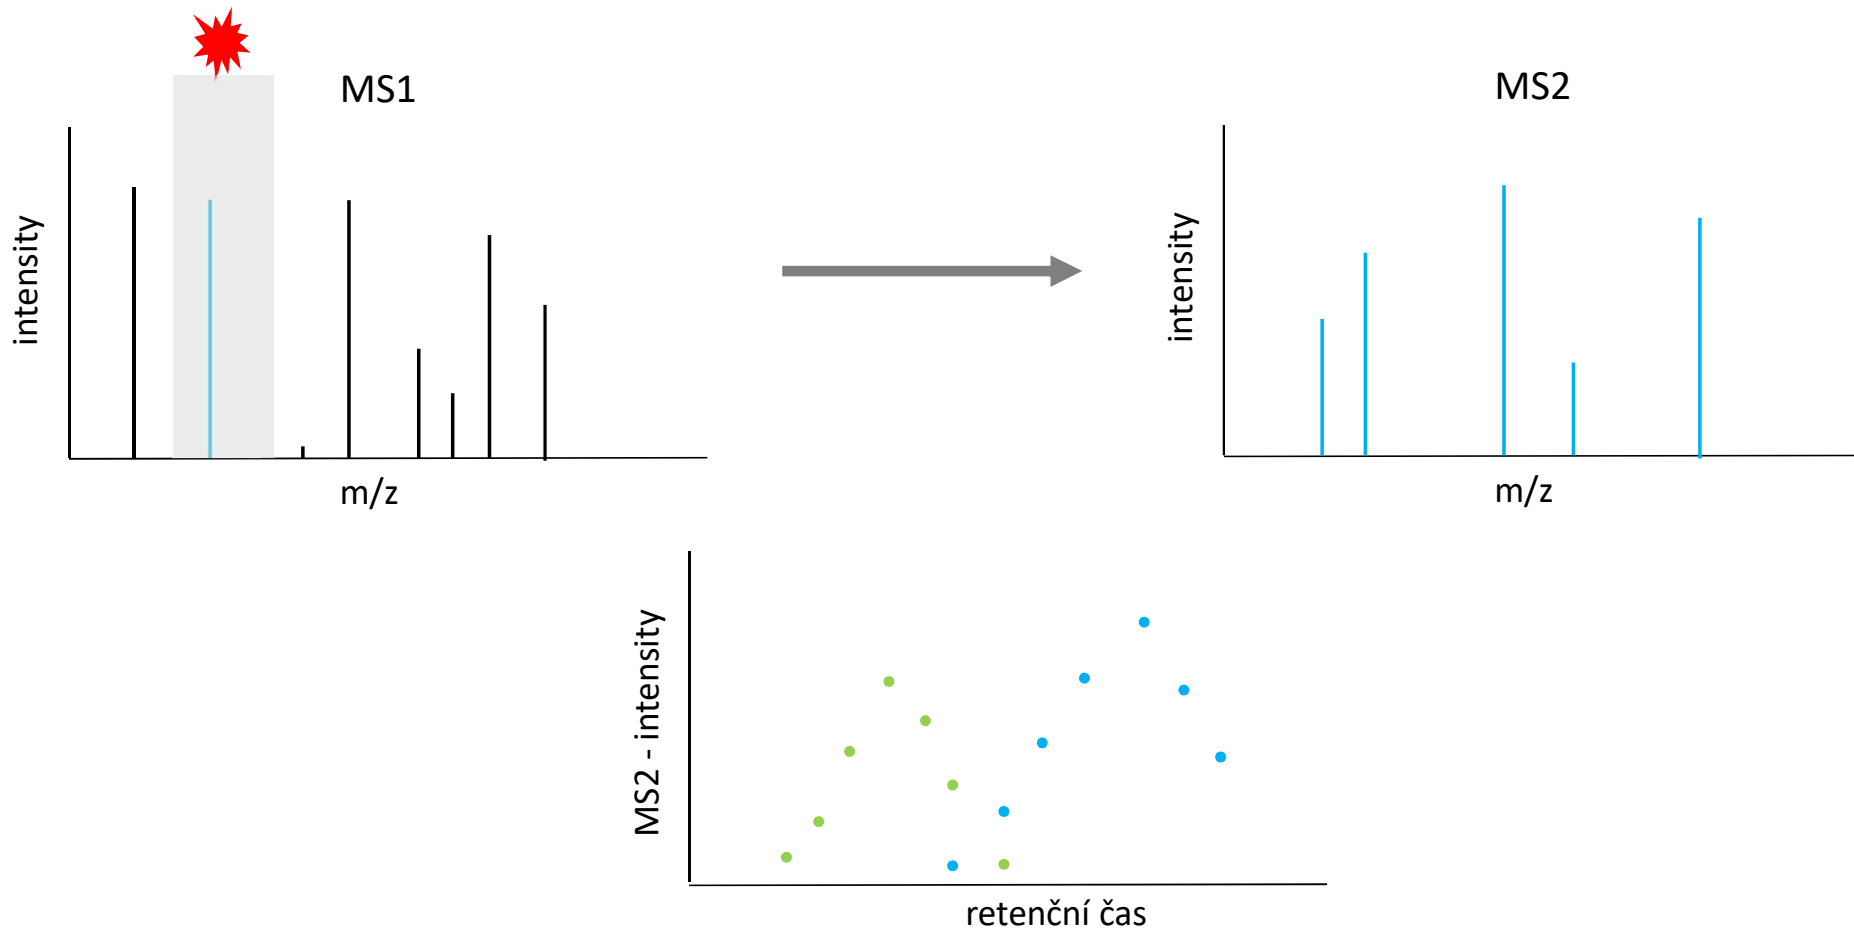 MS1
intensity
m/z
MS2
intensity
m/z
MS2 - intensity
retenční čas